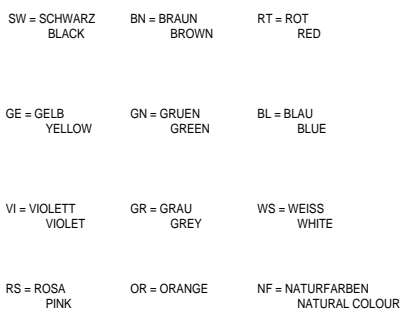 SW = SCHWARZ BN = BRAUN RT = ROT
BLACK BROWN RED
GE = GELB GN = GRUEN BL = BLAU
YELLOW GREEN BLUE
VI = VIOLETT GR = GRAU WS = WEISS
VIOLET GREY WHITE
RS = ROSA OR = ORANGE NF = NATURFARBEN
PINK NATURAL COLOUR